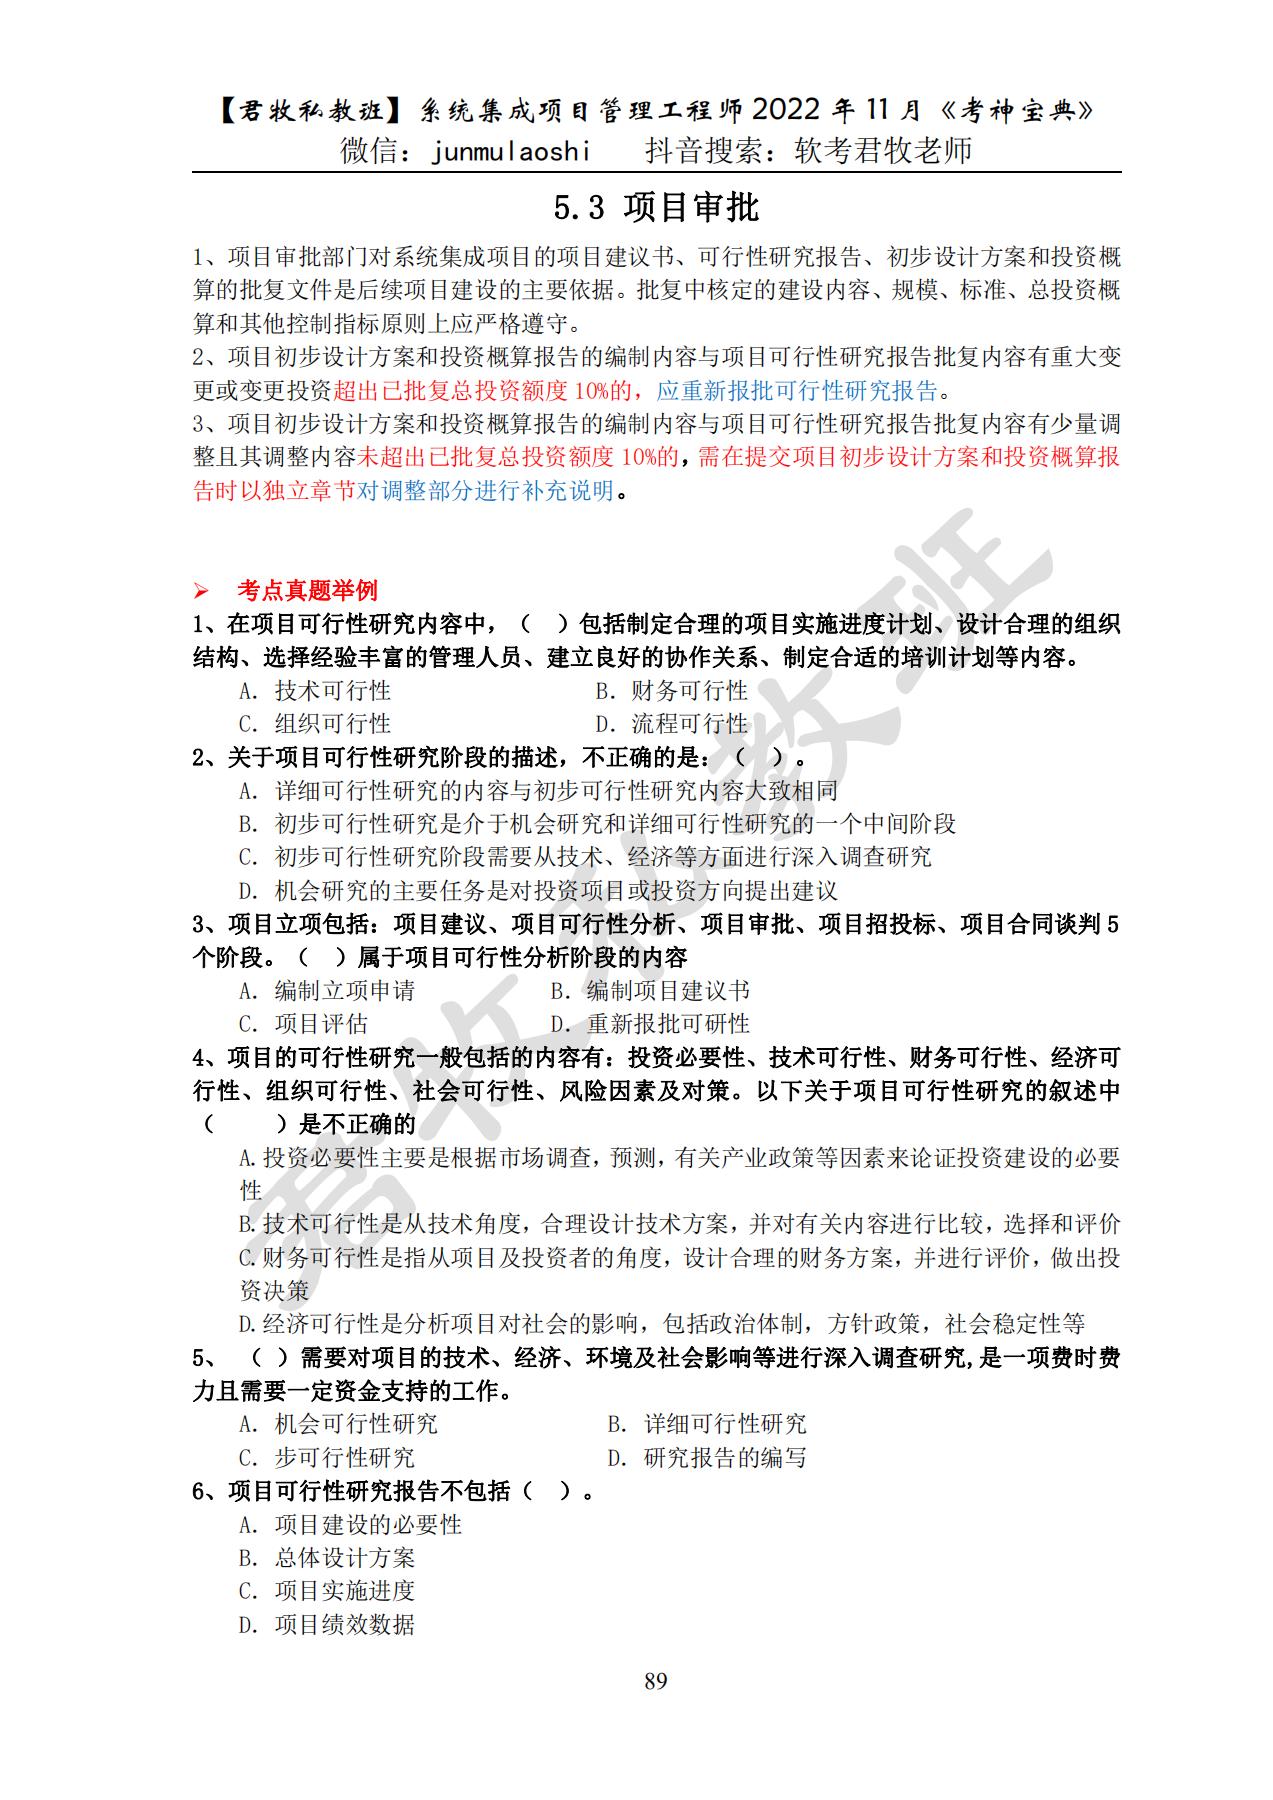 【君牧私教班】系统集成项目管理工程师 2022 年 11 月《考神宝典》
微信：junmulaoshi 抖音搜索：软考君牧老师
5.3 项目审批
1、项目审批部门对系统集成项目的项目建议书、可行性研究报告、初步设计方案和投资概
算的批复文件是后续项目建设的主要依据。批复中核定的建设内容、规模、标准、总投资概
算和其他控制指标原则上应严格遵守。
2、项目初步设计方案和投资概算报告的编制内容与项目可行性研究报告批复内容有重大变
更或变更投资超出已批复总投资额度 10%的，应重新报批可行性研究报告。
3、项目初步设计方案和投资概算报告的编制内容与项目可行性研究报告批复内容有少量调
整且其调整内容未超出已批复总投资额度 10%的，需在提交项目初步设计方案和投资概算报
告时以独立章节对调整部分进行补充说明。
➢ 考点真题举例
1、在项目可行性研究内容中，（ ）包括制定合理的项目实施进度计划、设计合理的组织
结构、选择经验丰富的管理人员、建立良好的协作关系、制定合适的培训计划等内容。
A．技术可行性 B．财务可行性
C．组织可行性 D．流程可行性
2、关于项目可行性研究阶段的描述，不正确的是：（ ）。
A．详细可行性研究的内容与初步可行性研究内容大致相同
B．初步可行性研究是介于机会研究和详细可行性研究的一个中间阶段
C．初步可行性研究阶段需要从技术、经济等方面进行深入调查研究
D．机会研究的主要任务是对投资项目或投资方向提出建议
3、项目立项包括：项目建议、项目可行性分析、项目审批、项目招投标、项目合同谈判 5
个阶段。（ ）属于项目可行性分析阶段的内容
A．编制立项申请 B．编制项目建议书
C．项目评估 D．重新报批可研性
4、项目的可行性研究一般包括的内容有：投资必要性、技术可行性、财务可行性、经济可
行性、组织可行性、社会可行性、风险因素及对策。以下关于项目可行性研究的叙述中
（ ）是不正确的
A.投资必要性主要是根据市场调查，预测，有关产业政策等因素来论证投资建设的必要
性
B.技术可行性是从技术角度，合理设计技术方案，并对有关内容进行比较，选择和评价
C.财务可行性是指从项目及投资者的角度，设计合理的财务方案，并进行评价，做出投
资决策
D.经济可行性是分析项目对社会的影响，包括政治体制，方针政策，社会稳定性等
5、 （ ）需要对项目的技术、经济、环境及社会影响等进行深入调查研究,是一项费时费
力且需要一定资金支持的工作。
A．机会可行性研究 B．详细可行性研究
C．步可行性研究 D．研究报告的编写
6、项目可行性研究报告不包括（ ）。
A．项目建设的必要性
B．总体设计方案
C．项目实施进度
D．项目绩效数据
89
君牧私教班